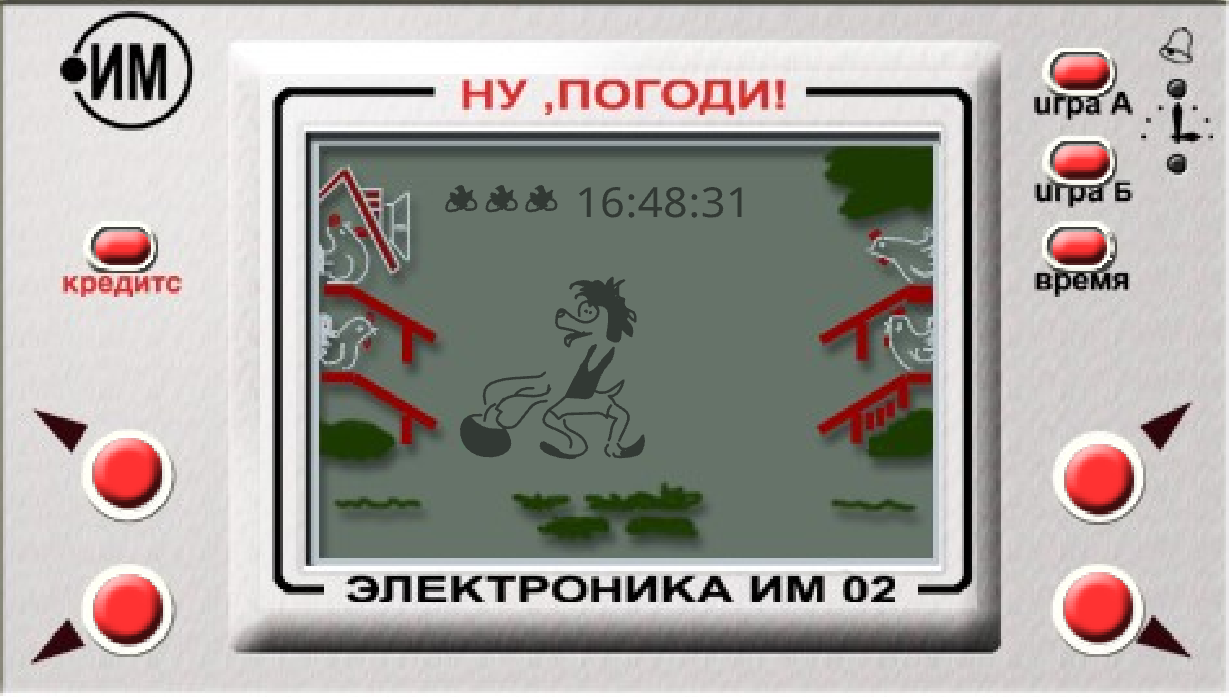 ИМ
НУ ,ПОГОДИ!
игра А
16:48:31
игра Б
кредитс
время
ЭЛЕКТРОНИКА ИМ 02